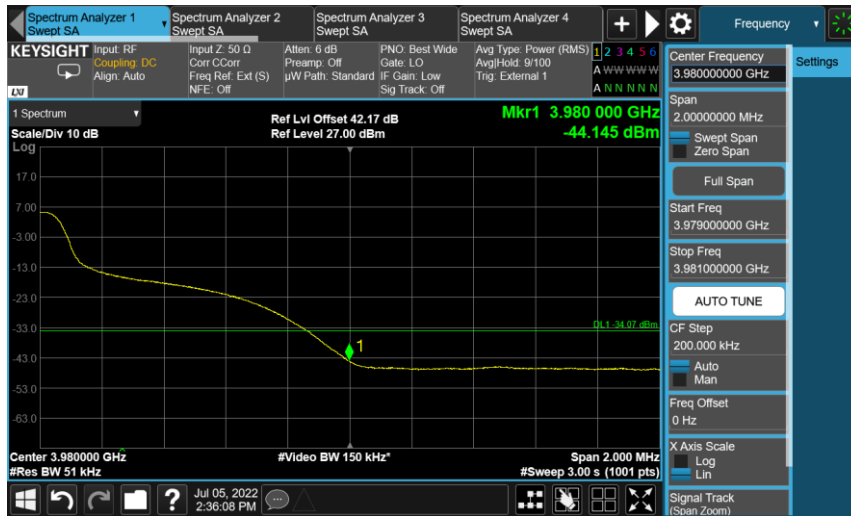 Spectrum Analyzer 1
Swept SA
Spectrum Analyzer 2
Swept SA
Spectrum Analyzer 3
Swept SA
Spectrum Analyzer 4
Swept SA
Frequency
KEYSIGHT
LXI
Input: RF
Coupling: DC
Align: Auto
Input Z: 50 Ω
Corr CCorr
Freq Ref: Ext (S)
NFE: Off
Atten: 6 dB
Preamp: Off
µW Path: Standard
PNO: Best Wide
Gate: LO
IF Gain: Low
Sig Track: Off
Avg Type: Power (RMS)
Avg|Hold: 9/100
Trig: External 1
1 2 3 4 5 6
A W W W W W
A N N N N N
1 Spectrum
Scale/Div 10 dB
Log
Ref Lvl Offset 42.17 dB
Ref Level 27.00 dBm
Mkr1 3.980 000 GHz
-44.145 dBm
17.0
7.00
-3.00
-13.0
-23.0
-33.0
-43.0
-53.0
-63.0
DL1 -34.07 dBm
1
Center 3.980000 GHz
#Res BW 51 kHz
#Video BW 150 kHz*
Span 2.000 MHz
#Sweep 3.00 s (1001 pts)
?
Jul 05, 2022
2:36:08 PM
Center Frequency
3.980000000 GHz
Span
2.00000000 MHz
Swept Span
Zero Span
Full Span
Start Freq
3.979000000 GHz
Stop Freq
3.981000000 GHz
AUTO TUNE
CF Step
200.000 kHz
Auto
Man
Freq Offset
0 Hz
X Axis Scale
Log
Lin
Signal Track
(Span Zoom)
Settings